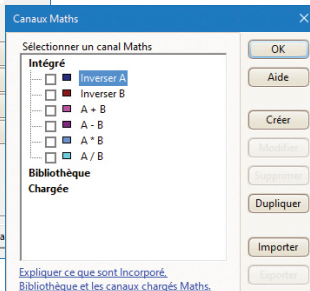 Canaux Maths
Sélectionner un canal Maths
Intégré
Inverser A
Inverser B
A + B
A - B
A * B
A / B
Bibliothèque
Chargée
OK
Aide
Créer
Modifier
Supprimer
Dupliquer
Importer
Exporter
Expliquer ce que sont Incorporé,
Bibliothèque et les canaux chargés Maths.